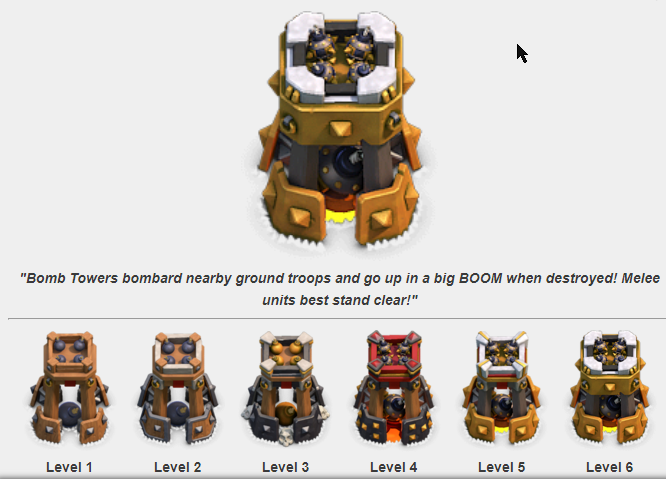 "Bomb Towers bombard nearby ground troops and go up in a big BOOM when destroyed! Melee
units best stand clear!"
Level 1 Level 2 Level 3 Level 4 Level 5 Level 6